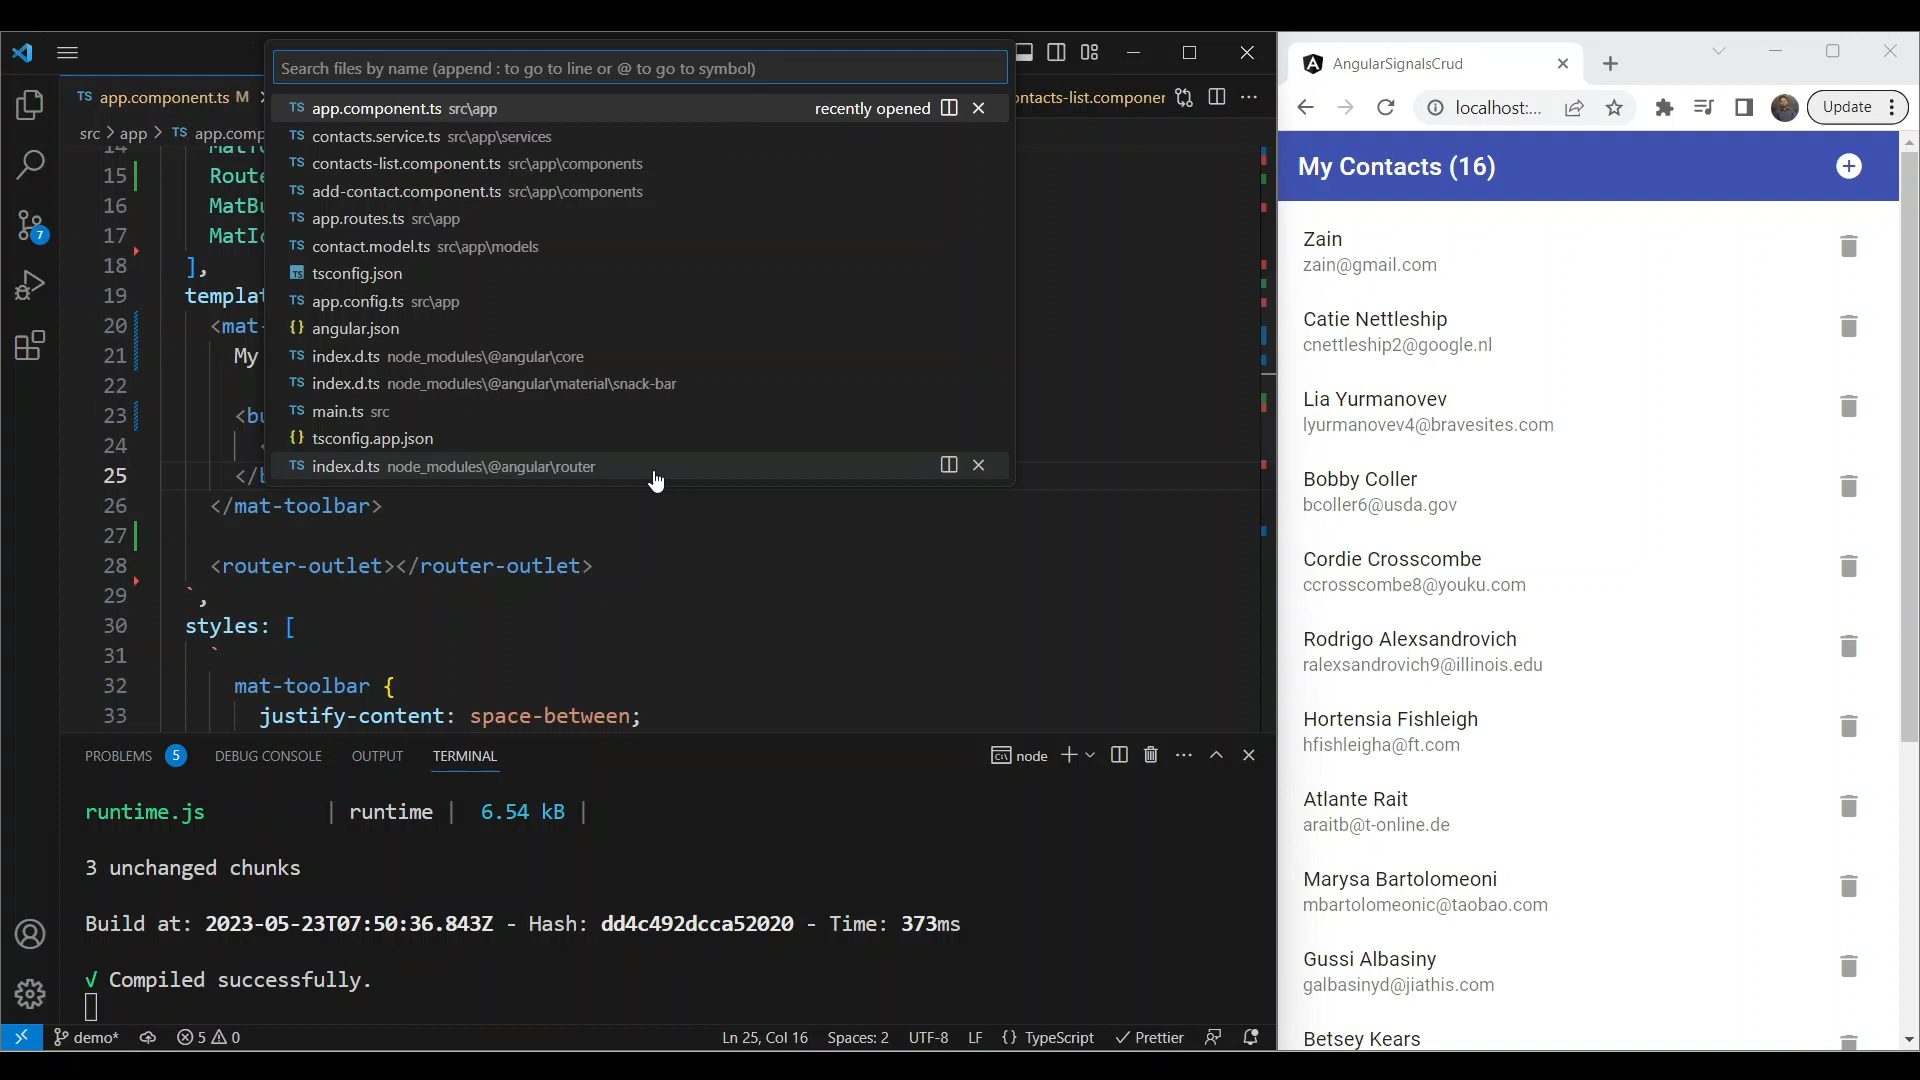 Search files by name (append : to go to line or @ to go to symbol)
TS app.component.ts M
ontacts-list.componer
src > app > TS app.comp
TS app.component.ts src\app recently opened
TS contacts.service.ts src\app\services
TS contacts-list.component.ts src\app\components
TS add-contact.component.ts src\app\components
TS app.routes.ts src\app
TS contact.model.ts src\app\models
TS tsconfig.json
TS app.config.ts src\app
{} angular.json
TS index.d.ts node_modules\@angular\core
TS index.d.ts node_modules\@angular\material\snack-bar
TS main.ts src
{} tsconfig.app.json
TS index.d.ts node_modules\@angular\router
7
14
15 Route
16 MatBu
17 MatIc
18 ],
19 templat
20 <mat-
21 My
22
23 <bu
24 <
25 </b
26 </mat-toolbar>
27
28 <router-outlet></router-outlet>
29 `,
30 styles: [
31 `
32 mat-toolbar {
33 justify-content: space-between;
PROBLEMS 5 DEBUG CONSOLE OUTPUT TERMINAL node
runtime.js | runtime | 6.54 kB |
3 unchanged chunks
Build at: 2023-05-23T07:50:36.843Z - Hash: dd4c492dcca52020 - Time: 373ms
√ Compiled successfully.
demo* 5 0 Ln 25, Col 16 Spaces: 2 UTF-8 LF {} TypeScript Prettier
AngularSignalsCrud
localhost:... Update
My Contacts (16)
Zain
zain@gmail.com
Catie Nettleship
cnettleship2@google.nl
Lia Yurmanovev
lyurmanovev4@bravesites.com
Bobby Coller
bcoller6@usda.gov
Cordie Crosscombe
ccrosscombe8@youku.com
Rodrigo Alexsandrovich
ralexsandrovich9@illinois.edu
Hortensia Fishleigh
hfishleigha@ft.com
Atlante Rait
araitb@t-online.de
Marysa Bartolomeoni
mbartolomeonic@taobao.com
Gussi Albasiny
galbasinyd@jiathis.com
Betsey Kears